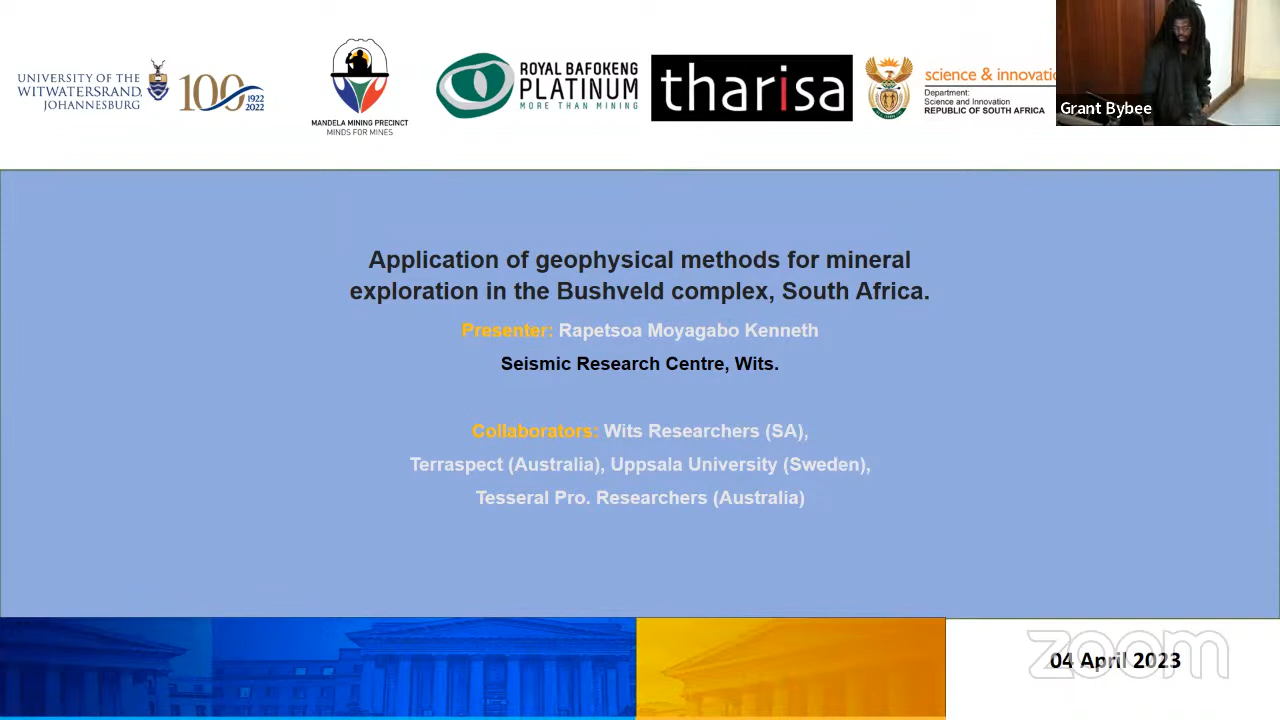 UNIVERSITY OF THE
WITWATERSRAND,
JOHANNESBURG
100
1922
2022
MANDELA MINING PRECINCT
MINDS FOR MINES
ROYAL BAFOKENG
PLATINUM
MORE THAN MINING
tharisa
science & innovatio
Department:
Science and Innovation
REPUBLIC OF SOUTH AFRICA
Grant Bybee
Application of geophysical methods for mineral
exploration in the Bushveld complex, South Africa.
Presenter: Rapetsoa Moyagabo Kenneth
Seismic Research Centre, Wits.
Collaborators: Wits Researchers (SA),
Terraspect (Australia), Uppsala University (Sweden),
Tesseral Pro. Researchers (Australia)
zoom
04 April 2023